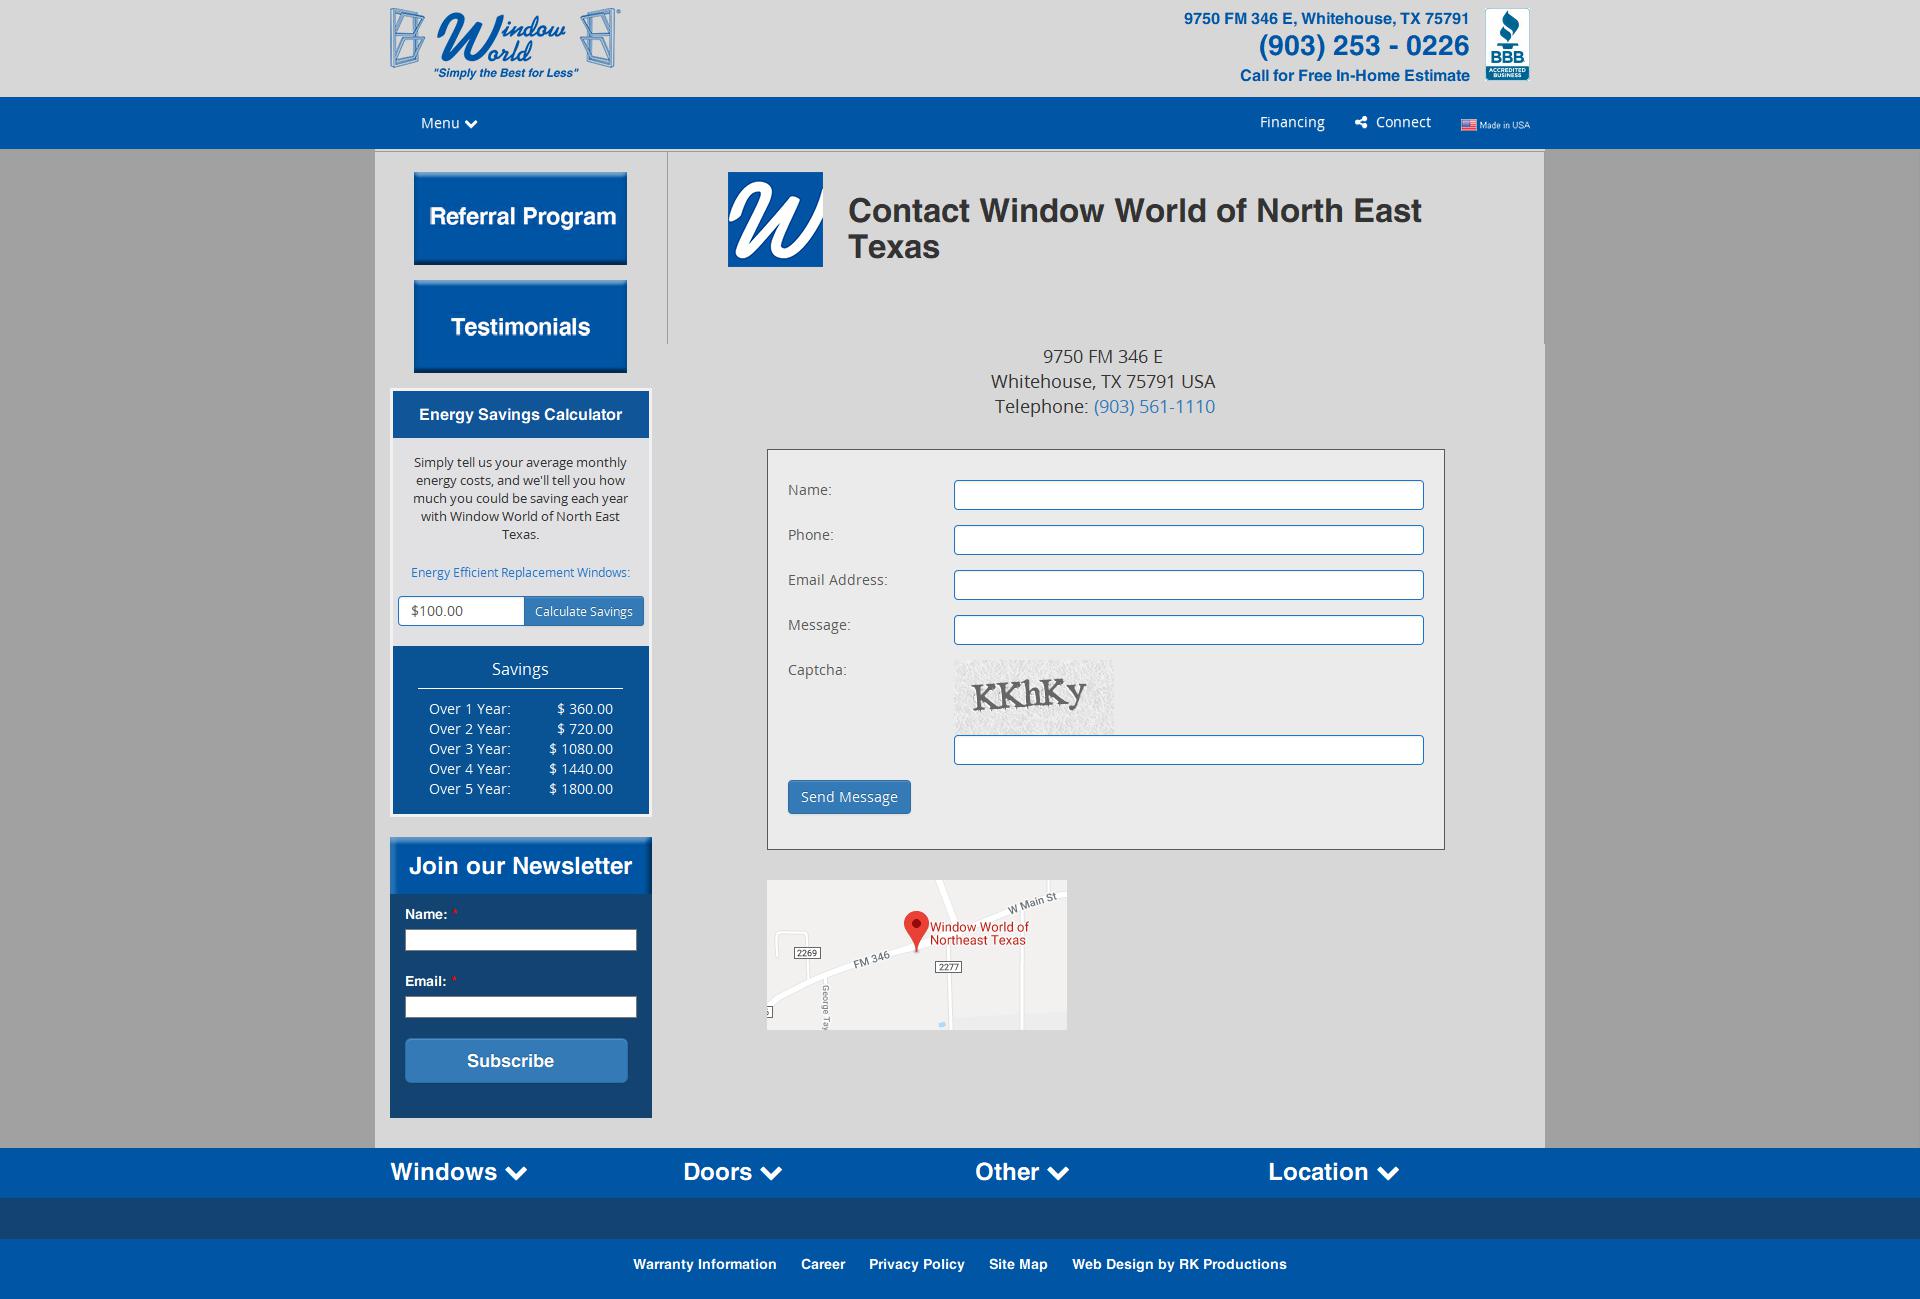 Window World
"Simply the Best for Less"
9750 FM 346 E, Whitehouse, TX 75791
(903) 253 - 0226
Call for Free In-Home Estimate
BBB
ACCREDITED BUSINESS
Menu
Financing
Connect
Made in USA
Referral Program
Testimonials
Energy Savings Calculator
Simply tell us your average monthly
energy costs, and we'll tell you how
much you could be saving each year
with Window World of North East
Texas.
Energy Efficient Replacement Windows:
$100.00
Calculate Savings
Savings
Over 1 Year: $ 360.00
Over 2 Year: $ 720.00
Over 3 Year: $ 1080.00
Over 4 Year: $ 1440.00
Over 5 Year: $ 1800.00
Join our Newsletter
Name: *
Email: *
Subscribe
W
Contact Window World of North East
Texas
9750 FM 346 E
Whitehouse, TX 75791 USA
Telephone: (903) 561-1110
Name:
Phone:
Email Address:
Message:
Captcha:
KKhKy
Send Message
W Main St
Window World of
Northeast Texas
2269
FM 346
2277
George Tay
Windows
Doors
Other
Location
Warranty Information
Career
Privacy Policy
Site Map
Web Design by RK Productions